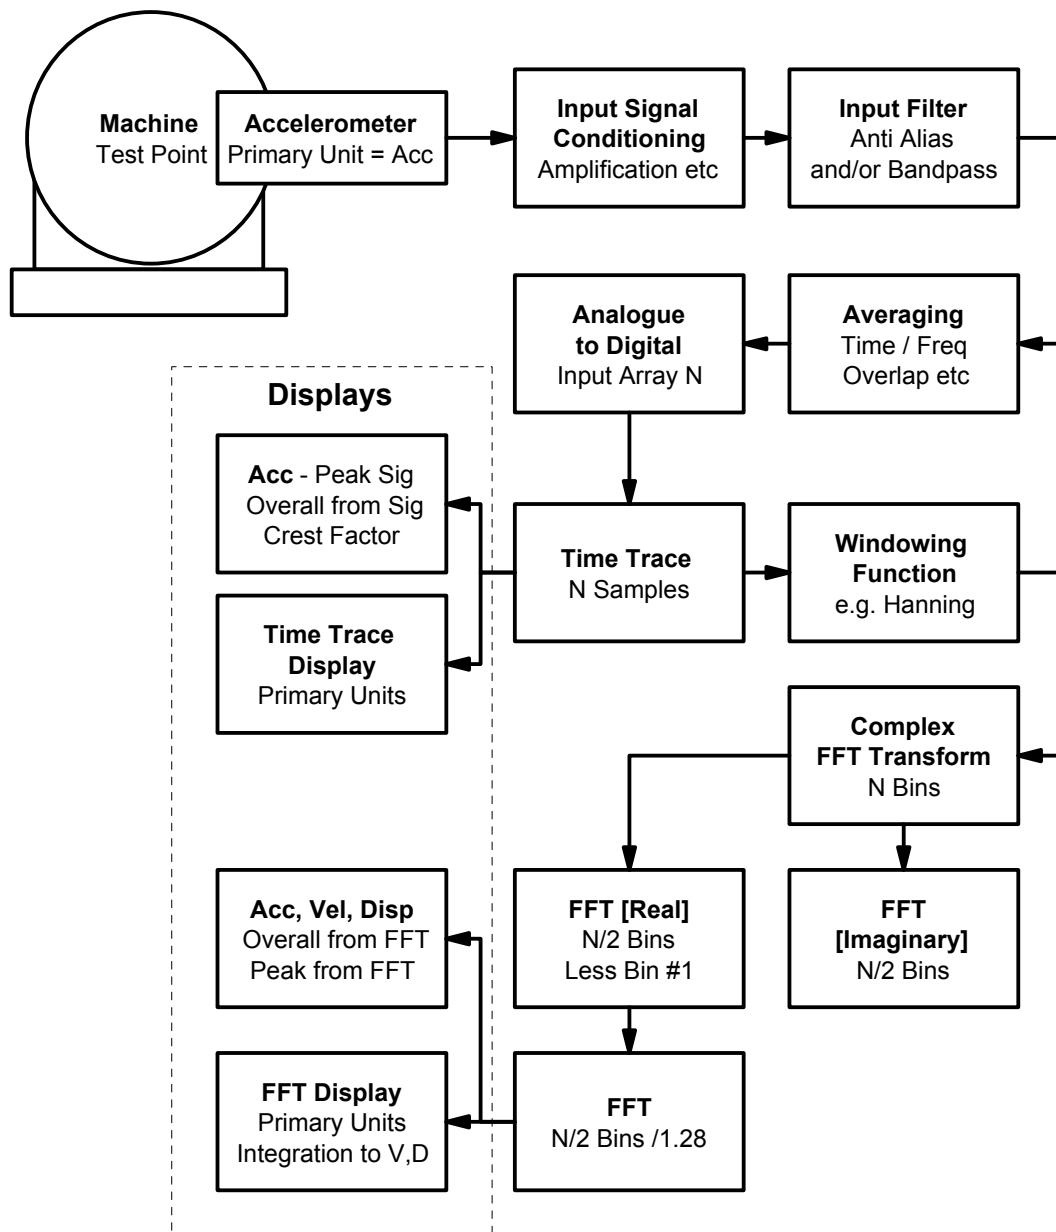 Machine
Test Point
Accelerometer
Primary Unit = Acc
Input Signal
Conditioning
Amplification etc
Input Filter
Anti Alias
and/or Bandpass
Analogue
to Digital
Input Array N
Averaging
Time / Freq
Overlap etc
Displays
Acc - Peak Sig
Overall from Sig
Crest Factor
Time Trace
N Samples
Windowing
Function
e.g. Hanning
Time Trace
Display
Primary Units
Complex
FFT Transform
N Bins
Acc, Vel, Disp
Overall from FFT
Peak from FFT
FFT [Real]
N/2 Bins
Less Bin #1
FFT
[Imaginary]
N/2 Bins
FFT Display
Primary Units
Integration to V,D
FFT
N/2 Bins /1.28